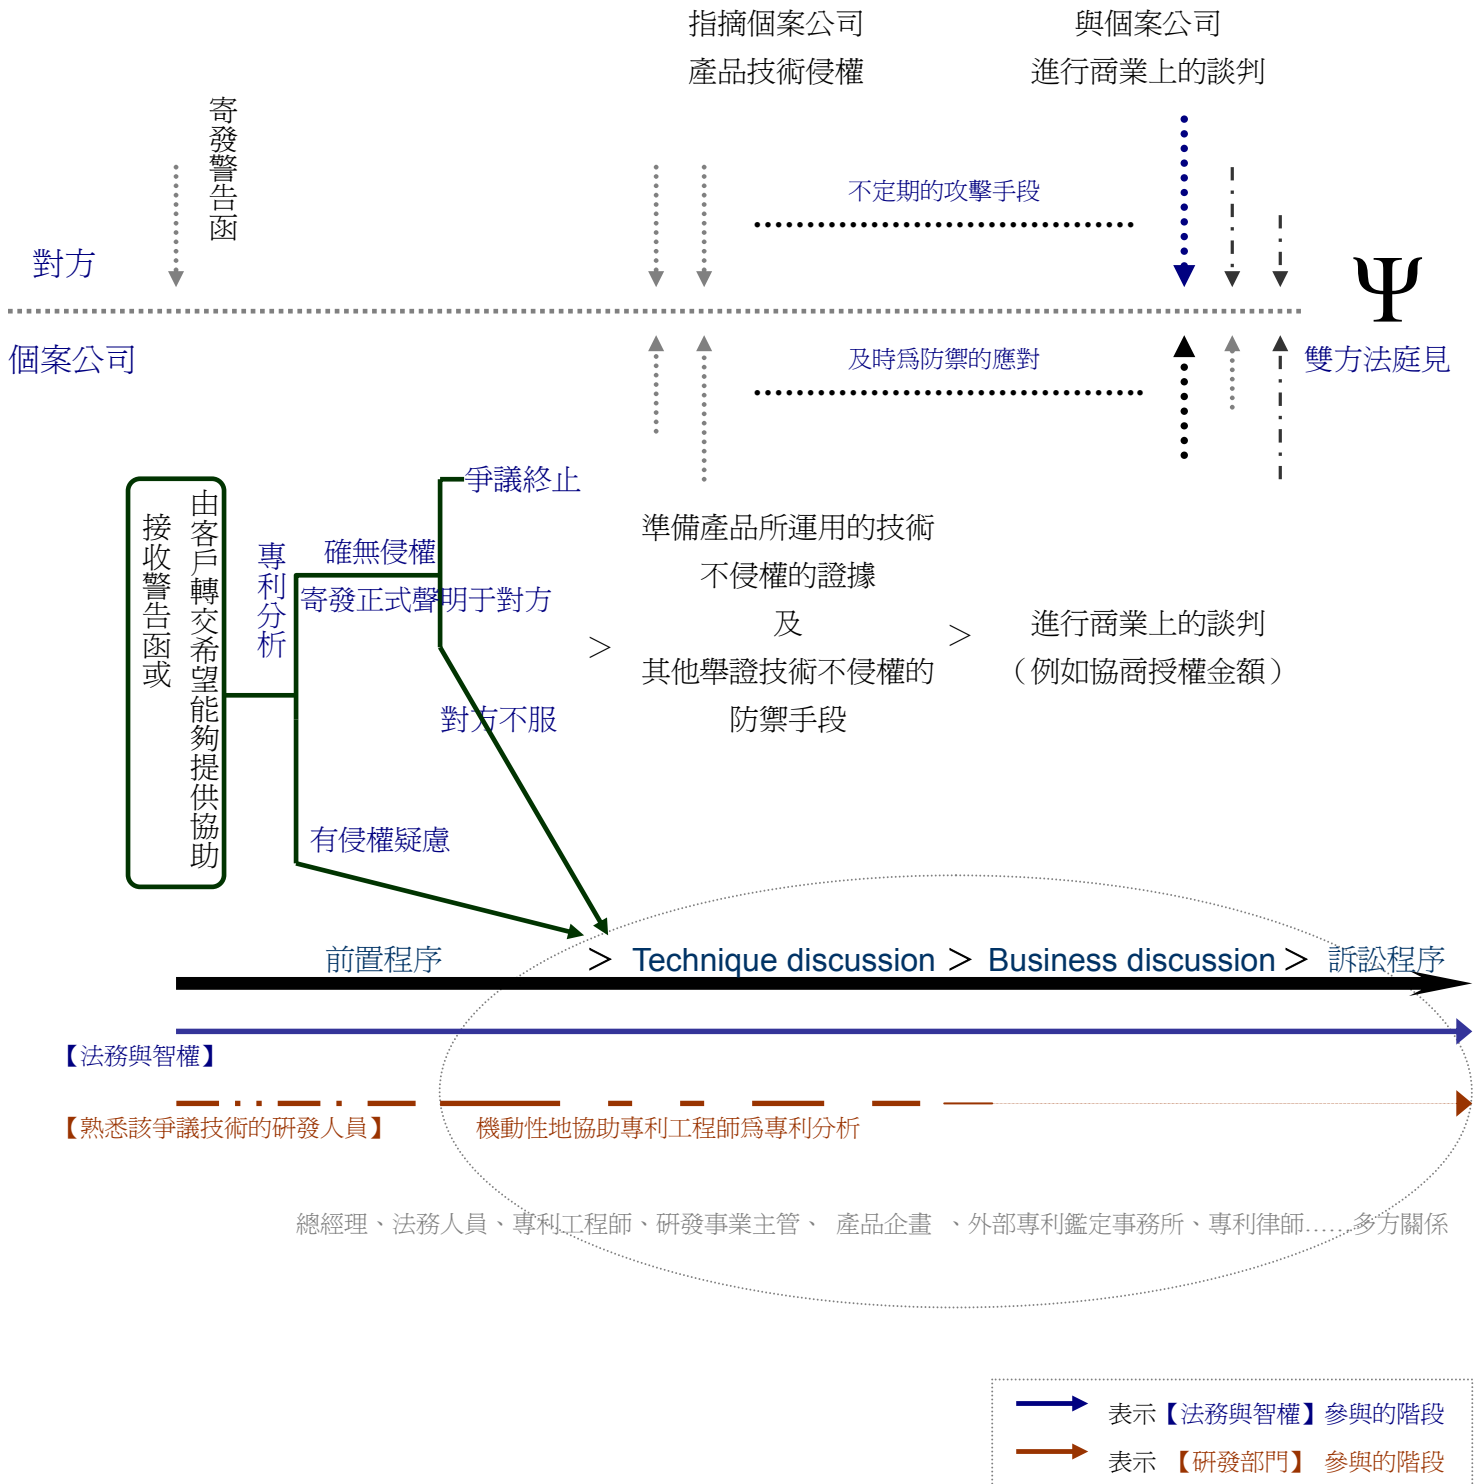 指摘個案公司
產品技術侵權
與個案公司
進行商業上的談判
寄發警告函
不定期的攻擊手段
對方
Ψ
個案公司
及時為防禦的應對
雙方法庭見
爭議終止
由客戶轉交希望能夠提供協助
接收警告函或
專利分析
確無侵權
寄發正式聲明于對方
對方不服
有侵權疑慮
>
準備產品所運用的技術
不侵權的證據
及
其他舉證技術不侵權的
防禦手段
>
進行商業上的談判
（例如協商授權金額）
前置程序 > Technique discussion > Business discussion > 訴訟程序
【法務與智權】
【熟悉該爭議技術的研發人員】 機動性地協助專利工程師為專利分析
總經理、法務人員、專利工程師、研發事業主管、 產品企畫 、外部專利鑑定事務所、專利律師……多方關係
表示【法務與智權】參與的階段
表示 【研發部門】 參與的階段